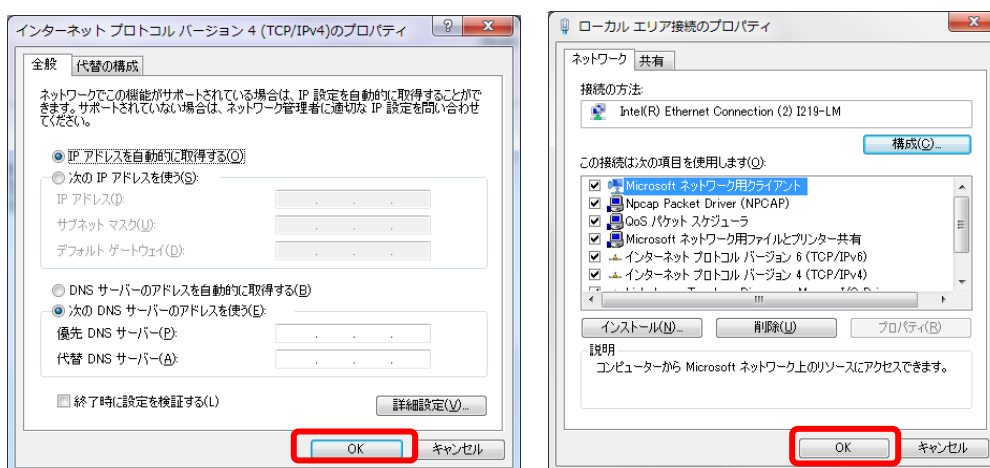 インターネット プロトコル バージョン 4 (TCP/IPv4)のプロパティ
全般
代替の構成
ネットワークでこの機能がサポートされている場合は、IP 設定を自動的に取得することがで
きます。サポートされていない場合は、ネットワーク管理者に適切な IP 設定を問い合わせ
てください。
IP アドレスを自動的に取得する(O)
次の IP アドレスを使う(S):
IP アドレス(I):
サブネット マスク(U):
デフォルト ゲートウェイ(D):
DNS サーバーのアドレスを自動的に取得する(B)
次の DNS サーバーのアドレスを使う(E):
優先 DNS サーバー(P):
代替 DNS サーバー(A):
終了時に設定を検証する(L)
詳細設定(V)...
OK
キャンセル
ローカル エリア接続のプロパティ
ネットワーク
共有
接続の方法:
Intel(R) Ethernet Connection (2) I219-LM
構成(C)...
この接続は次の項目を使用します(O):
Microsoft ネットワーク用クライアント
Npcap Packet Driver (NPCAP)
QoS パケット スケジューラ
Microsoft ネットワーク用ファイルとプリンター共有
インターネット プロトコル バージョン 6 (TCP/IPv6)
インターネット プロトコル バージョン 4 (TCP/IPv4)
インストール(N)...
削除(U)
プロパティ(R)
説明
コンピューターから Microsoft ネットワーク上のリソースにアクセスできます。
OK
キャンセル